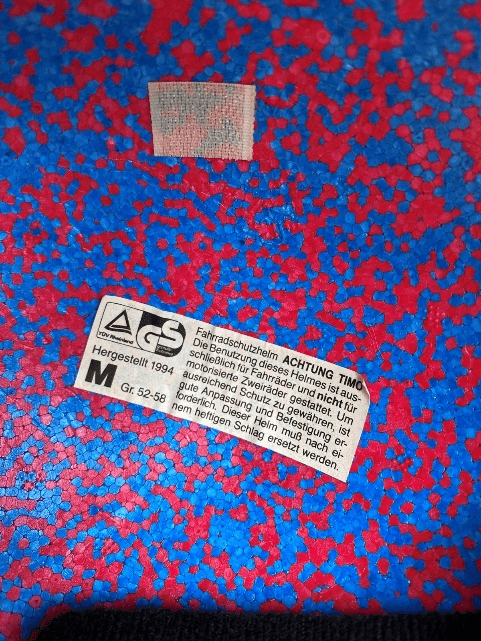 TÜV Rheinland
GS
Hergestellt 1994
M Gr. 52-58
Fahrradschutzhelm ACHTUNG TIMO
Die Benutzung dieses Helmes ist aus-
schließlich für Fahrräder und nicht für
motorisierte Zweiräder gestattet. Um
ausreichend Schutz zu gewähren, ist
gute Anpassung und Befestigung er-
forderlich. Dieser Helm muß nach ei-
nem heftigen Schlag ersetzt werden.